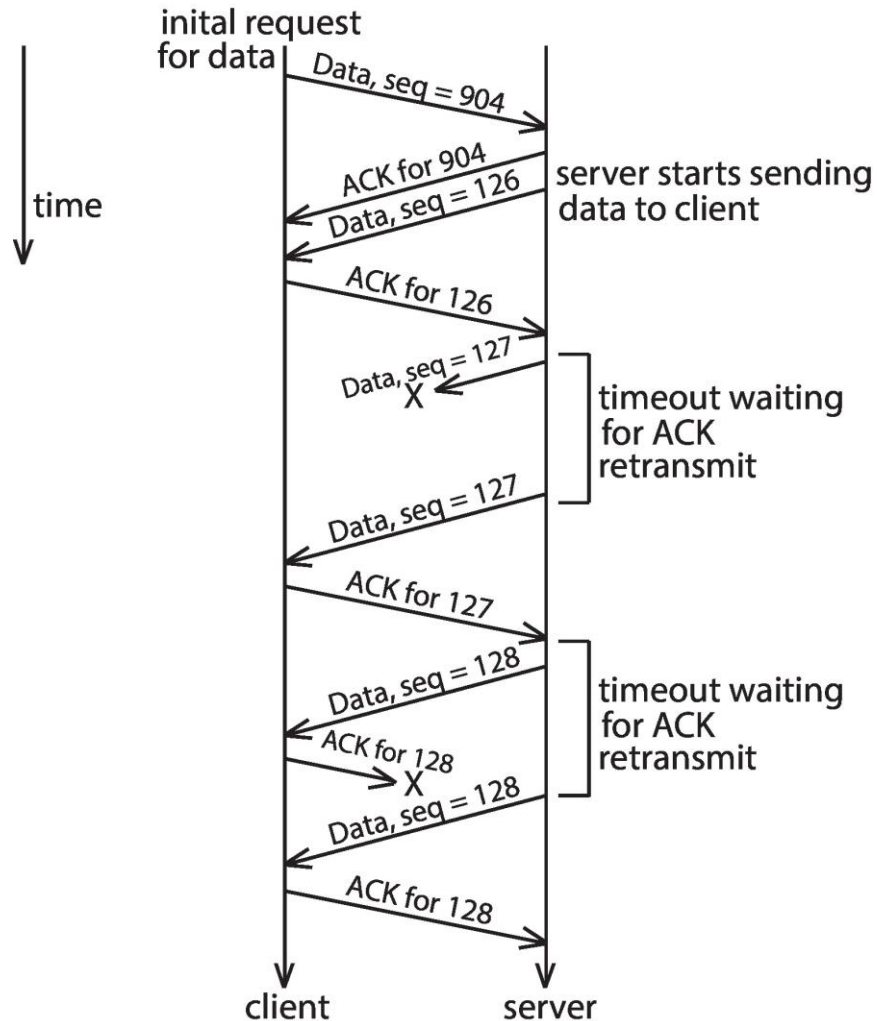 inital request
for data
Data, seq = 904
ACK for 904
Data, seq = 126
server starts sending
data to client
time
ACK for 126
Data, seq = 127
X
timeout waiting
for ACK
retransmit
Data, seq = 127
ACK for 127
Data, seq = 128
timeout waiting
for ACK
retransmit
ACK for 128
X
Data, seq = 128
ACK for 128
client
server